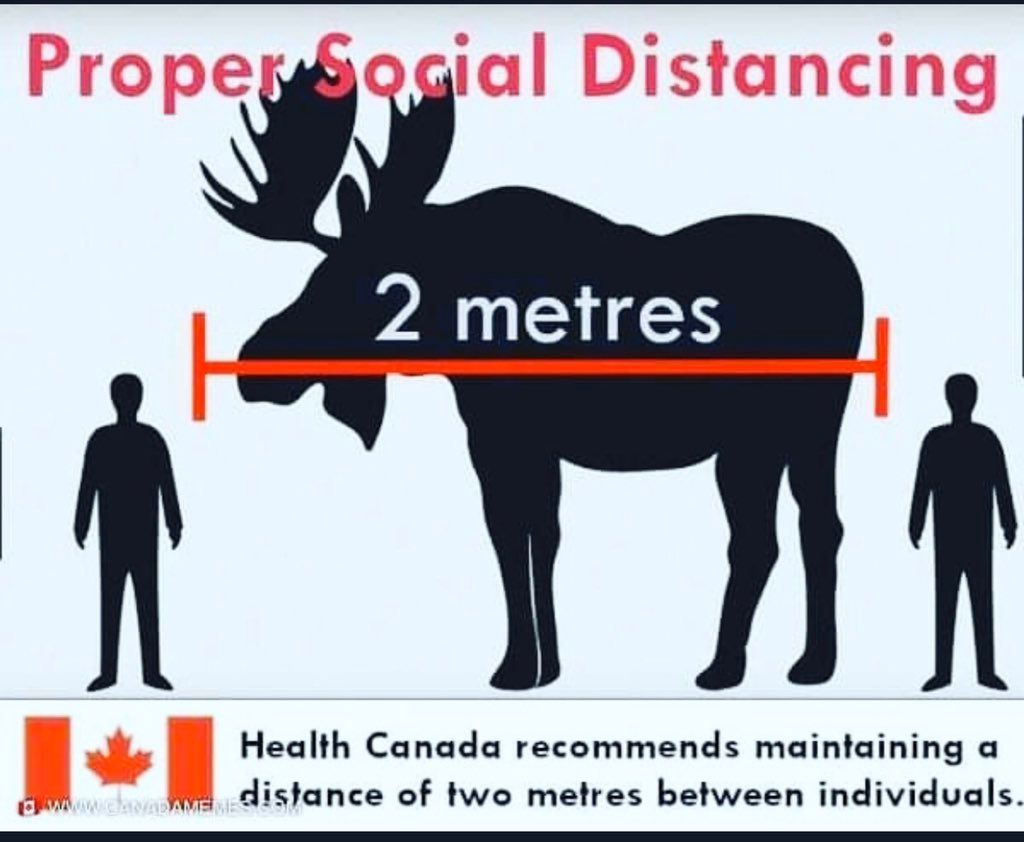 Proper Social Distancing
2 metres
Health Canada recommends maintaining a
distance of two metres between individuals.
WWW.CANADAMEMES.COM